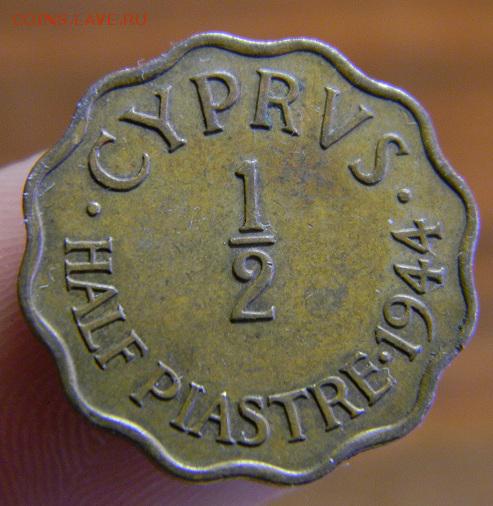 COINS.LAVE.RU
CYPRVS
1/2
HALF PIASTRE·1944